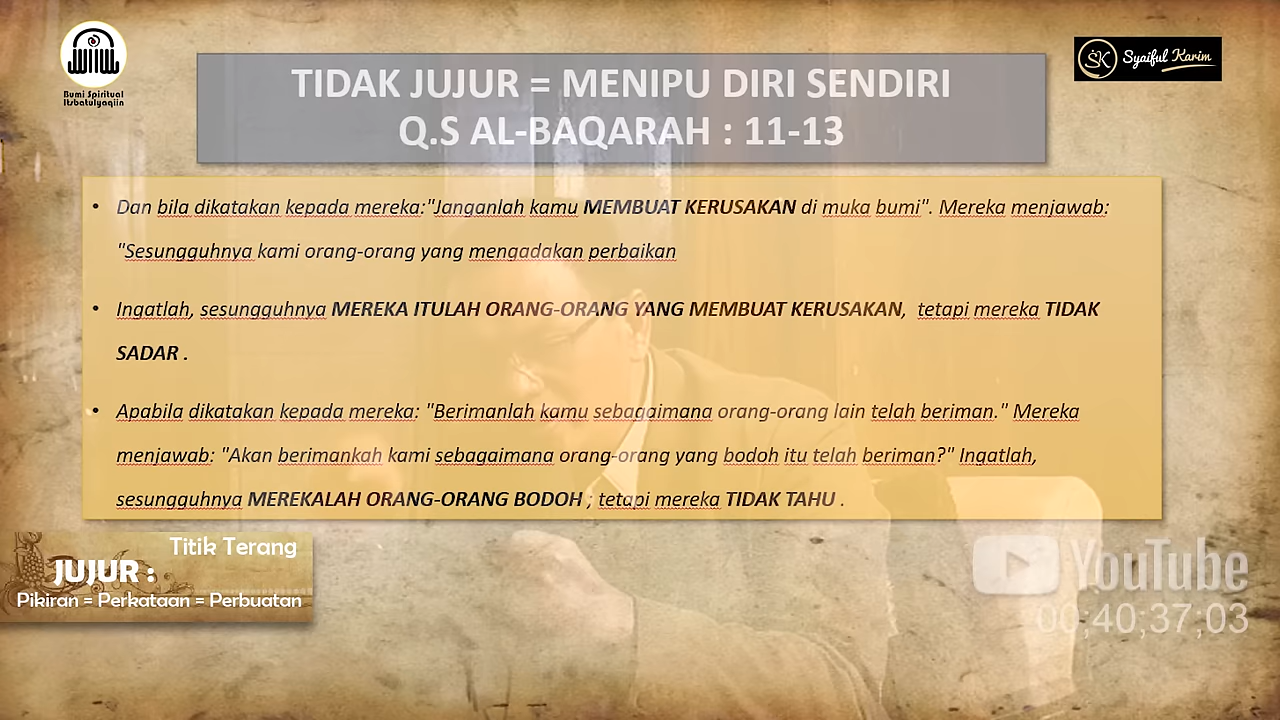 Bumi Spiritual
Itsbatulyaqiin
SK Syaiful Karim
TIDAK JUJUR = MENIPU DIRI SENDIRI
Q.S AL-BAQARAH : 11-13
• Dan bila dikatakan kepada mereka:"Janganlah kamu MEMBUAT KERUSAKAN di muka bumi". Mereka menjawab:
"Sesungguhnya kami orang-orang yang mengadakan perbaikan
• Ingatlah, sesungguhnya MEREKA ITULAH ORANG-ORANG YANG MEMBUAT KERUSAKAN, tetapi mereka TIDAK
SADAR .
• Apabila dikatakan kepada mereka: "Berimanlah kamu sebagaimana orang-orang lain telah beriman." Mereka
menjawab: "Akan berimankah kami sebagaimana orang-orang yang bodoh itu telah beriman?" Ingatlah,
sesungguhnya MEREKALAH ORANG-ORANG BODOH ; tetapi mereka TIDAK TAHU .
Titik Terang
JUJUR :
Pikiran = Perkataan = Perbuatan
YouTube
00;40;37;03